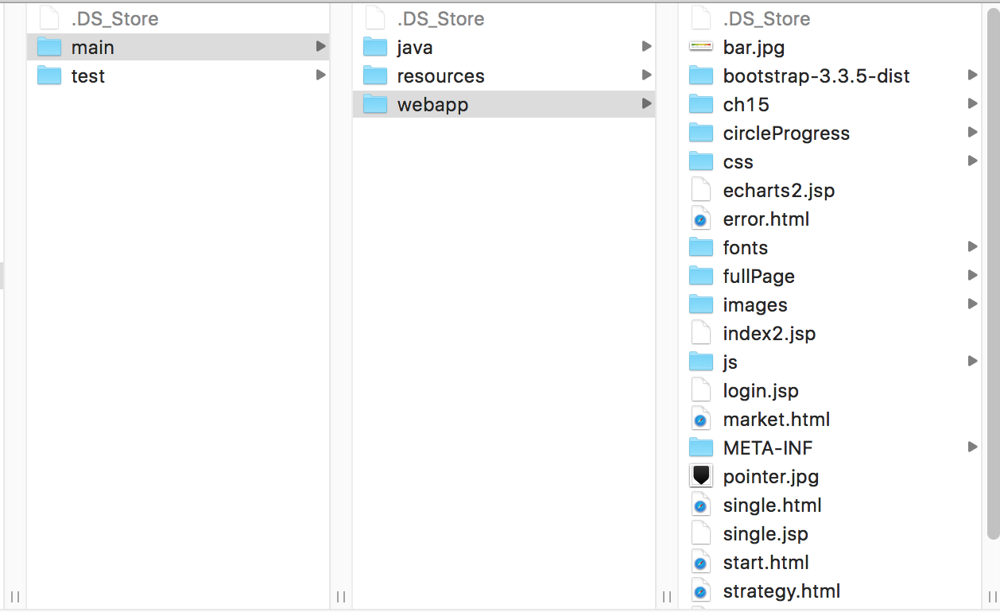 .DS_Store
main
test
.DS_Store
java
resources
webapp
.DS_Store
bar.jpg
bootstrap-3.3.5-dist
ch15
circleProgress
css
echarts2.jsp
error.html
fonts
fullPage
images
index2.jsp
js
login.jsp
market.html
META-INF
pointer.jpg
single.html
single.jsp
start.html
strategy.html